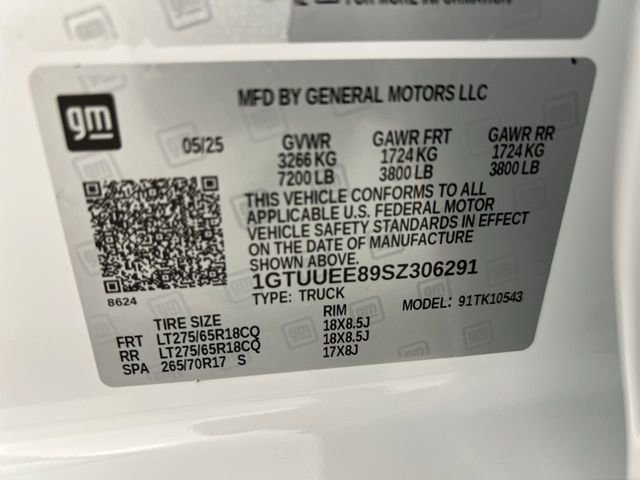 FOR MORE INFORMATION
gm
MFD BY GENERAL MOTORS LLC
05/25 GVWR GAWR FRT GAWR RR
3266 KG 1724 KG 1724 KG
7200 LB 3800 LB 3800 LB
THIS VEHICLE CONFORMS TO ALL
APPLICABLE U.S. FEDERAL MOTOR
VEHICLE SAFETY STANDARDS IN EFFECT
ON THE DATE OF MANUFACTURE
SHOWN ABOVE.
8624 1GTUUEE89SZ306291
TYPE: TRUCK MODEL: 91TK10543
TIRE SIZE RIM
FRT LT275/65R18CQ 18X8.5J
RR LT275/65R18CQ 18X8.5J
SPA 265/70R17 S 17X8J